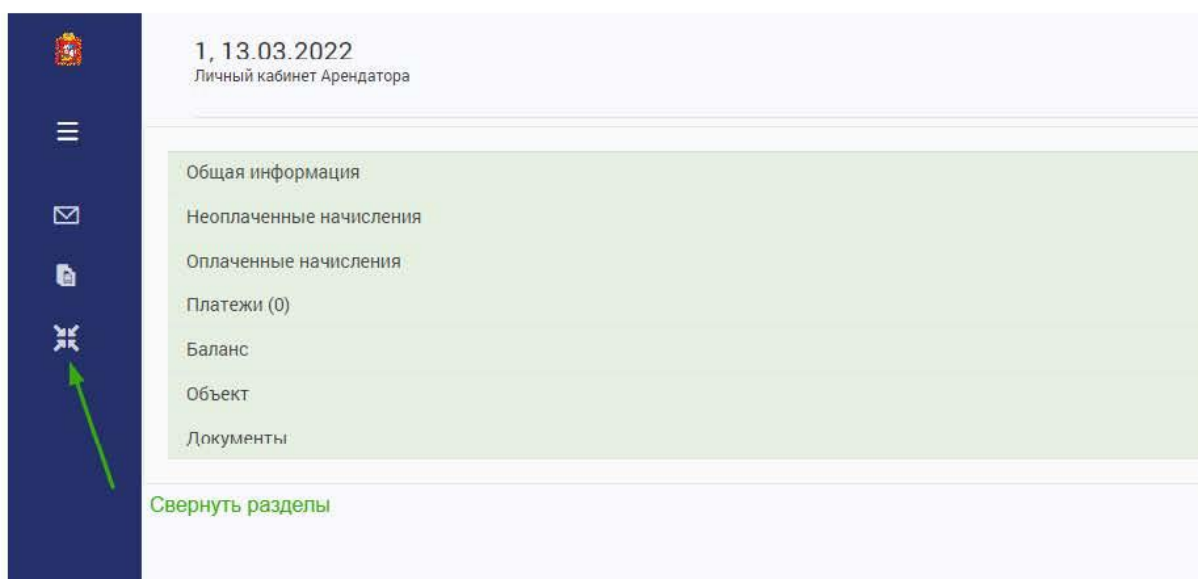 1, 13.03.2022
Личный кабинет Арендатора
Общая информация
Неоплаченные начисления
Оплаченные начисления
Платежи (0)
Баланс
Объект
Документы
Свернуть разделы